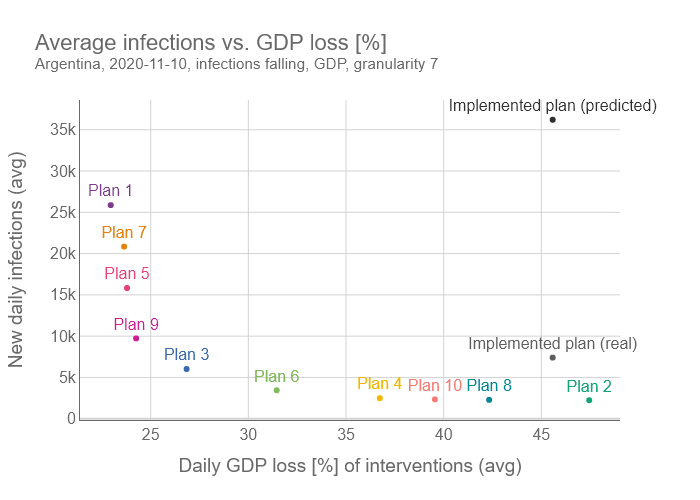 Average infections vs. GDP loss [%]
Argentina, 2020-11-10, infections falling, GDP, granularity 7
Implemented plan (predicted)
35k
30k
Plan 1
25k
Plan 7
20k
Plan 5
15k
Plan 9
10k
Implemented plan (real)
Plan 3
5k
Plan 6
Plan 4
Plan 10
Plan 8
Plan 2
0
25
30
35
40
45
New daily infections (avg)
Daily GDP loss [%] of interventions (avg)